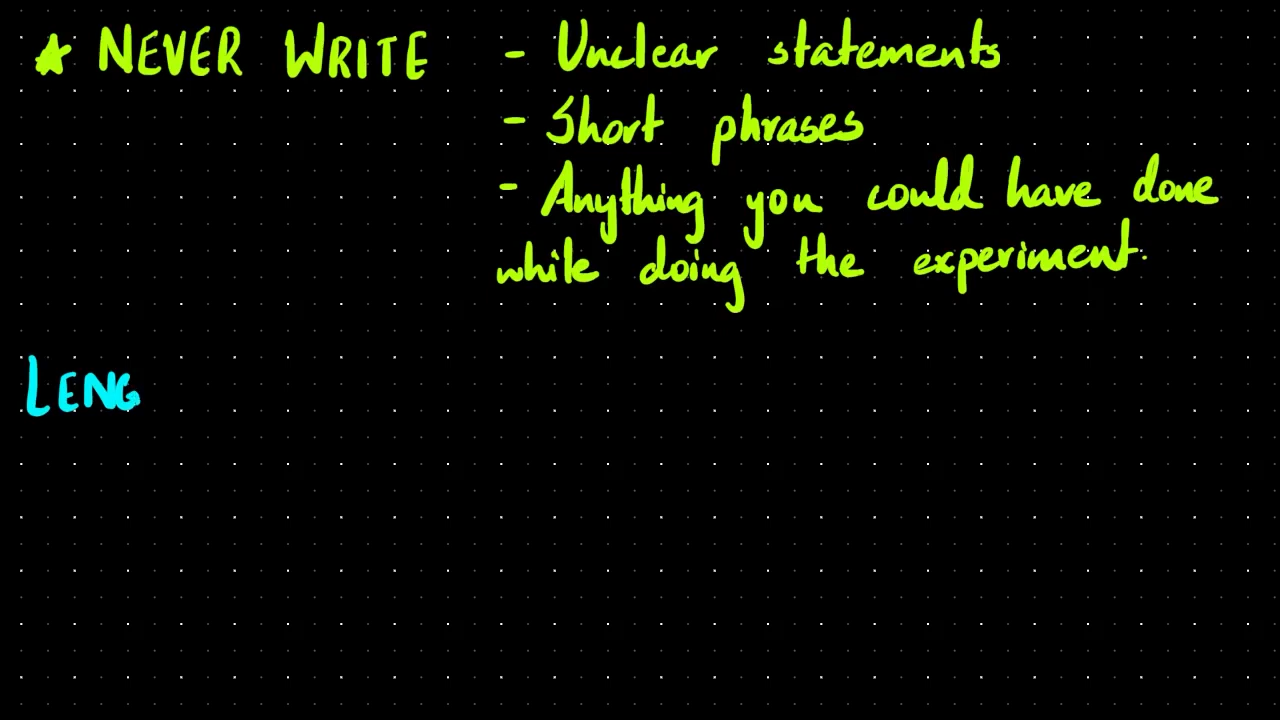 ★ NEVER WRITE - Unclear statements
- Short phrases
- Anything you could have done
while doing the experiment.
LENG